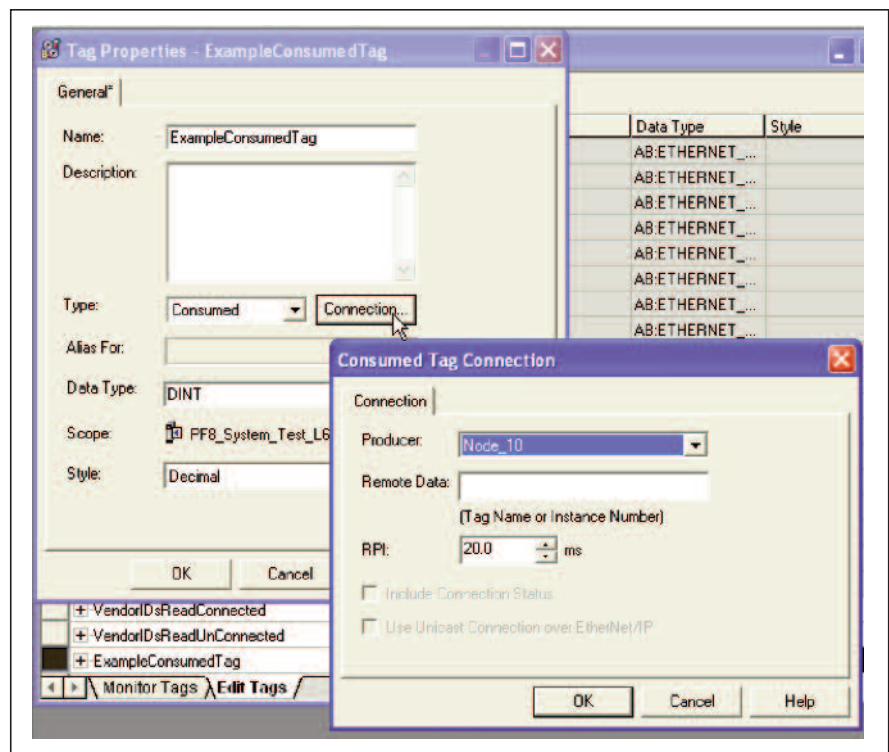 Tag Properties - ExampleConsumedTag
General*
Name: ExampleConsumedTag
Description:
Type: Consumed Connection...
Alias For:
Data Type: DINT
Scope: PF8_System_Test_L6
Style: Decimal
OK Cancel
Data Type Style
AB:ETHERNET_...
AB:ETHERNET_...
AB:ETHERNET_...
AB:ETHERNET_...
AB:ETHERNET_...
AB:ETHERNET_...
AB:ETHERNET_...
AB:ETHERNET_...
Consumed Tag Connection
Connection
Producer: Node_10
Remote Data:
(Tag Name or Instance Number)
RPI: 20.0 ms
Include Connection Status
Use Unicast Connection over EtherNet/IP
OK Cancel Help
+ VendorIDsReadConnected
+ VendorIDsReadUnConnected
+ ExampleConsumedTag
Monitor Tags Edit Tags